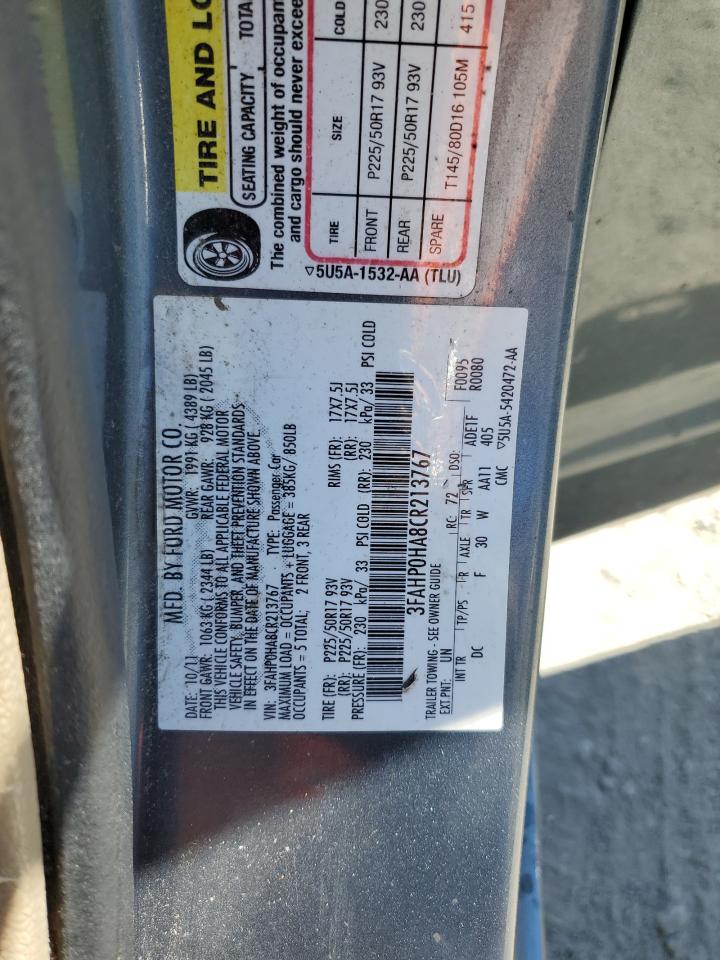 TIRE AND LO
SEATING CAPACITY TOTA
The combined weight of occupan
and cargo should never excee
TIRE SIZE COLD
FRONT P225/50R17 93V 230
REAR P225/50R17 93V 230
SPARE T145/80D16 105M 415
▽5U5A-1532-AA (TLU)
MFD. BY FORD MOTOR CO.
DATE: 10/11 GVWR: 1991 KG ( 4389 LB)
FRONT GAWR: 1063 KG ( 2344 LB) REAR GAWR: 928 KG ( 2045 LB)
THIS VEHICLE CONFORMS TO ALL APPLICABLE FEDERAL MOTOR
VEHICLE SAFETY, BUMPER, AND THEFT PREVENTION STANDARDS
IN EFFECT ON THE DATE OF MANUFACTURE SHOWN ABOVE.
VIN: 3FAHP0HA8CR213767 TYPE: Passenger Car
MAXIMUM LOAD = OCCUPANTS + LUGGAGE = 385KG/ 850LB
OCCUPANTS = 5 TOTAL; 2 FRONT, 3 REAR
TIRE (FR): P225/50R17 93V RIMS (FR): 17X7.5J
(RR): P225/50R17 93V (RR): 17X7.5J
PRESSURE (FR): 230 kPa/ 33 PSI COLD (RR): 230 kPa/ 33 PSI COLD
3FAHP0HA8CR213767
TRAILER TOWING - SEE OWNER GUIDE F0095
EXT PNT: UN RC: 72 DSO: R0080
INT TR TP/PS R AXLE TR SPR ADE1F
DC F 30 W AA11 405
CMC ▽5U5A-5420472-AA